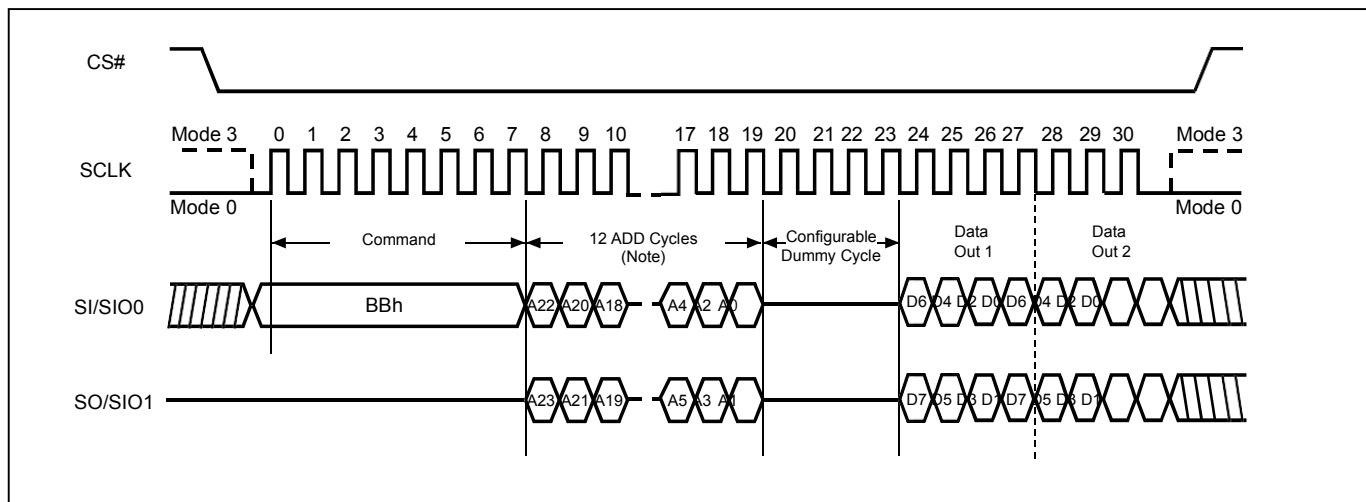 CS#
Mode 3 0 1 2 3 4 5 6 7 8 9 10 17 18 19 20 21 22 23 24 25 26 27 28 29 30 Mode 3
SCLK
Mode 0 Mode 0
Command 12 ADD Cycles (Note) Configurable Dummy Cycle Data Out 1 Data Out 2
SI/SIO0 BBh A22 A20 A18 A4 A2 A0 D6 D4 D2 D0 D6 D4 D2 D0
SO/SIO1 A23 A21 A19 A5 A3 A1 D7 D5 D3 D1 D7 D5 D3 D1